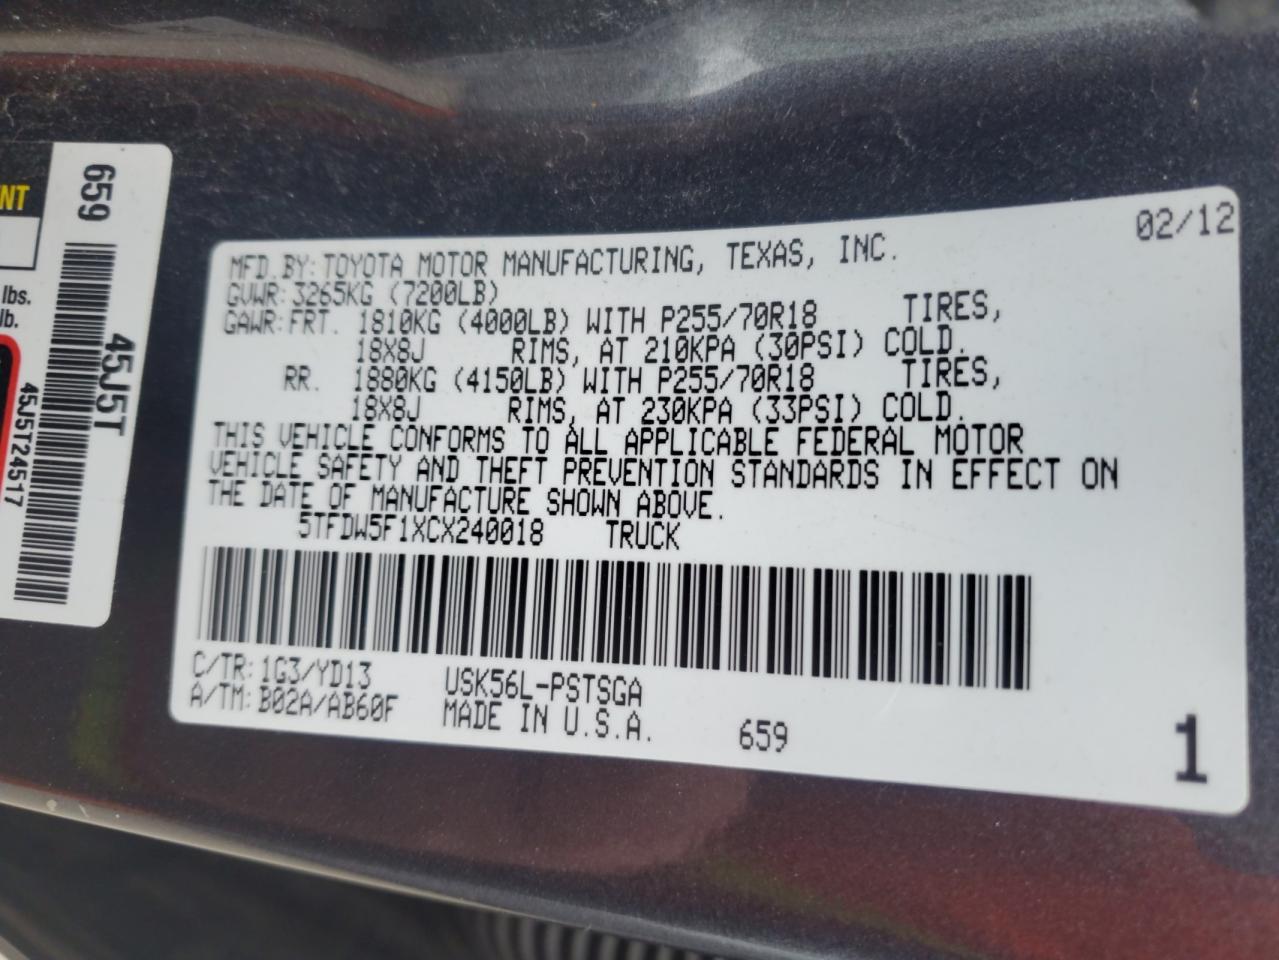 NT
lbs.
lb.
659
45J5T
45J5T24517
02/12
MFD.BY:TOYOTA MOTOR MANUFACTURING, TEXAS, INC.
GVWR:3265KG (7200LB)
GAWR:FRT. 1810KG (4000LB) WITH P255/70R18 TIRES,
18X8J RIMS, AT 210KPA (30PSI) COLD.
RR. 1880KG (4150LB) WITH P255/70R18 TIRES,
18X8J RIMS, AT 230KPA (33PSI) COLD.
THIS VEHICLE CONFORMS TO ALL APPLICABLE FEDERAL MOTOR
VEHICLE SAFETY AND THEFT PREVENTION STANDARDS IN EFFECT ON
THE DATE OF MANUFACTURE SHOWN ABOVE.
5TFDW5F1XCX240018 TRUCK
C/TR:1G3/YD13 USK56L-PSTSGA
A/TM:B02A/AB60F MADE IN U.S.A. 659
1